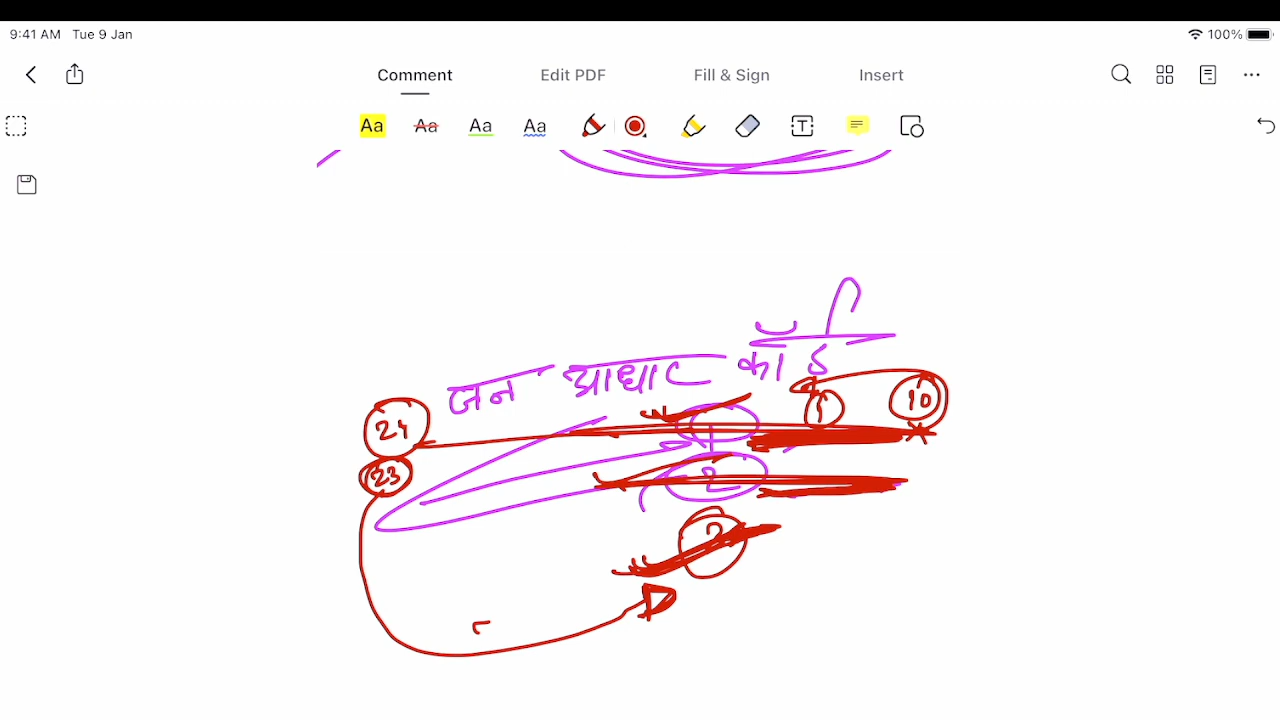 9:41 AM Tue 9 Jan 100%
Comment Edit PDF Fill & Sign Insert
Aa Aa Aa Aa T
जन आधार कार्ड
24 1 1 10
23 2
2